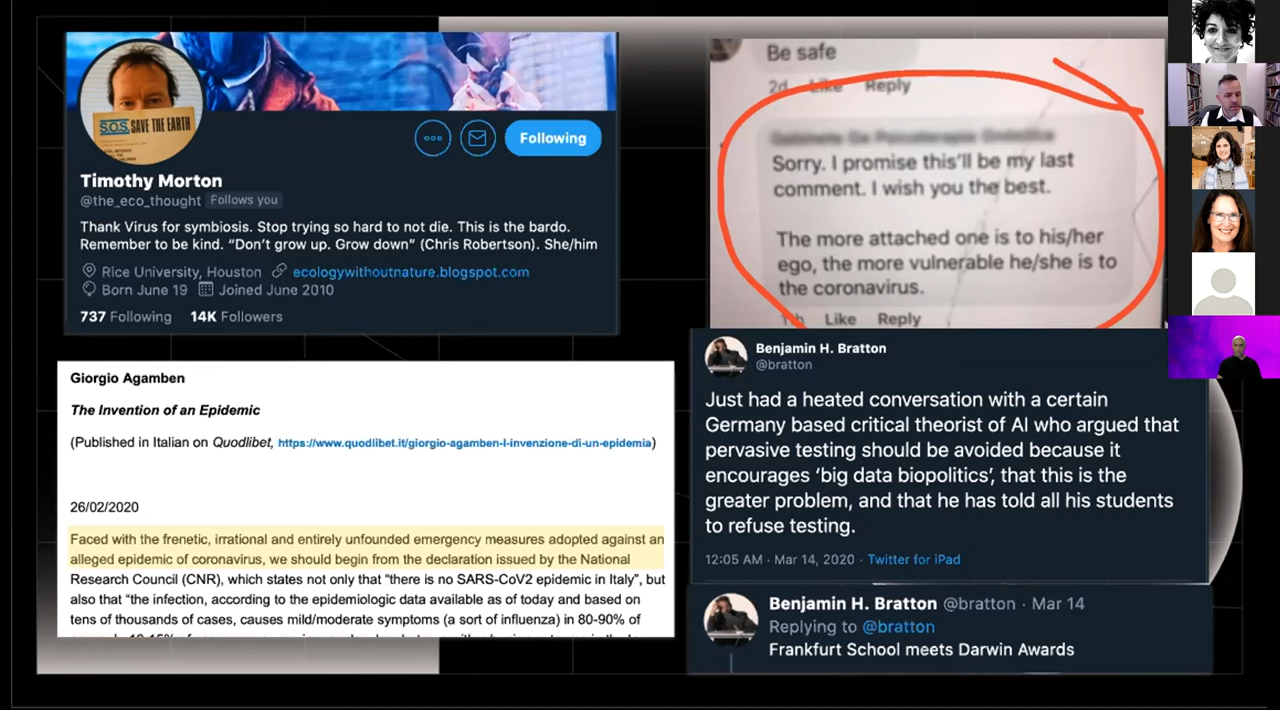 S.O.S. SAVE THE EARTH
Following
Timothy Morton
@the_eco_thought Follows you
Thank Virus for symbiosis. Stop trying so hard to not die. This is the bardo.
Remember to be kind. “Don’t grow up. Grow down” (Chris Robertson). She/him
Rice University, Houston ecologywithoutnature.blogspot.com
Born June 19 Joined June 2010
737 Following 14K Followers
Giorgio Agamben
The Invention of an Epidemic
(Published in Italian on Quodlibet, https://www.quodlibet.it/giorgio-agamben-l-invenzione-di-un-epidemia)
26/02/2020
Faced with the frenetic, irrational and entirely unfounded emergency measures adopted against an
alleged epidemic of coronavirus, we should begin from the declaration issued by the National
Research Council (CNR), which states not only that “there is no SARS-CoV2 epidemic in Italy”, but
also that “the infection, according to the epidemiologic data available as of today and based on
tens of thousands of cases, causes mild/moderate symptoms (a sort of influenza) in 80-90% of
Be safe
2d Like Reply
Sorry. I promise this'll be my last
comment. I wish you the best.
The more attached one is to his/her
ego, the more vulnerable he/she is to
the coronavirus.
Like Reply
Benjamin H. Bratton
@bratton
Just had a heated conversation with a certain
Germany based critical theorist of AI who argued that
pervasive testing should be avoided because it
encourages ‘big data biopolitics’, that this is the
greater problem, and that he has told all his students
to refuse testing.
12:05 AM · Mar 14, 2020 · Twitter for iPad
Benjamin H. Bratton @bratton · Mar 14
Replying to @bratton
Frankfurt School meets Darwin Awards